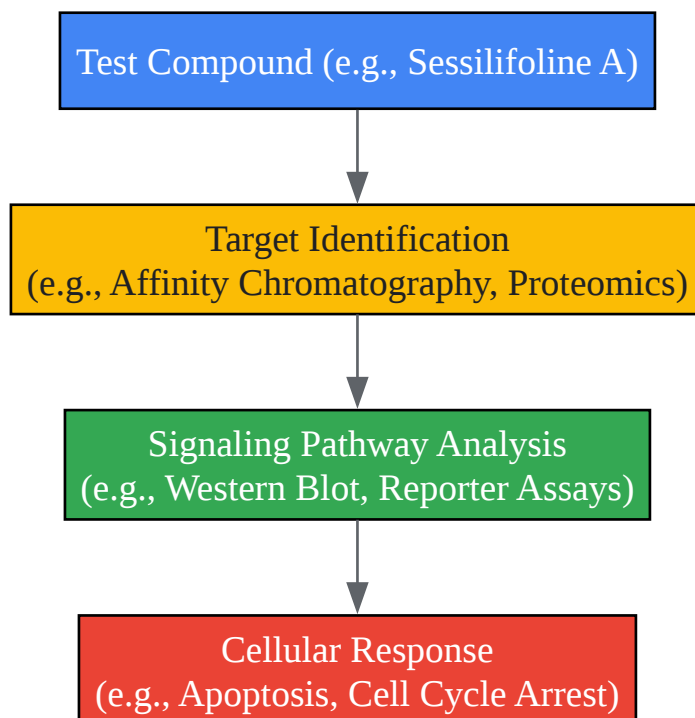 Test Compound (e.g., Sessilifoline A)
Target Identification
(e.g., Affinity Chromatography, Proteomics)
Signaling Pathway Analysis
(e.g., Western Blot, Reporter Assays)
Cellular Response
(e.g., Apoptosis, Cell Cycle Arrest)